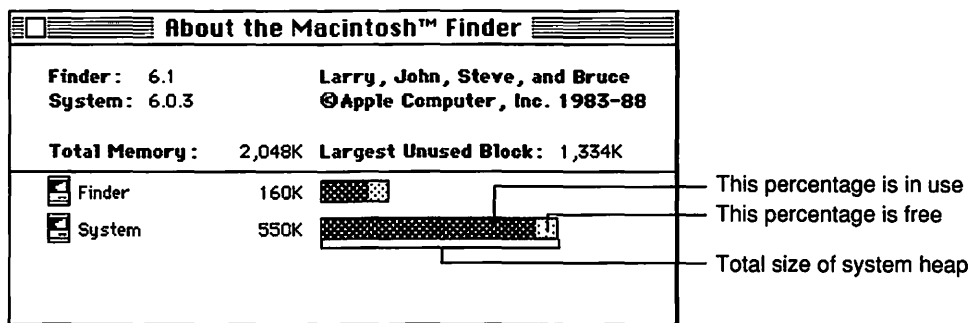 About the Macintosh™ Finder
Finder: 6.1 Larry, John, Steve, and Bruce
System: 6.0.3 ©Apple Computer, Inc. 1983-88
Total Memory: 2,048K Largest Unused Block: 1,334K
Finder 160K
System 550K
This percentage is in use
This percentage is free
Total size of system heap